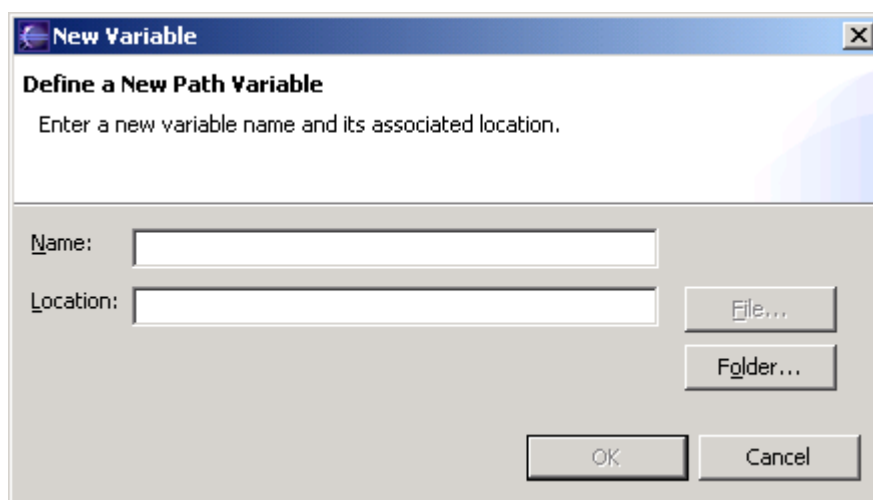 New Variable
Define a New Path Variable
Enter a new variable name and its associated location.
Name:
Location:
File...
Folder...
OK
Cancel